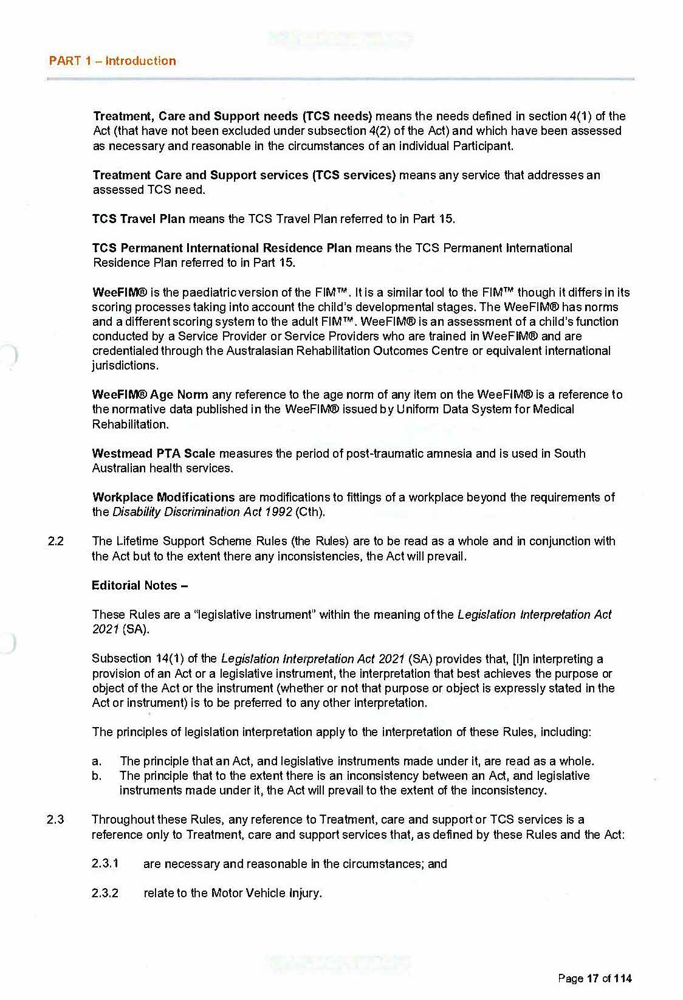 PART 1 – Introduction
Treatment, Care and Support needs (TCS needs) means the needs defined in section 4(1) of the
Act (that have not been excluded under subsection 4(2) of the Act) and which have been assessed
as necessary and reasonable in the circumstances of an individual Participant.
Treatment Care and Support services (TCS services) means any service that addresses an
assessed TCS need.
TCS Travel Plan means the TCS Travel Plan referred to in Part 15.
TCS Permanent International Residence Plan means the TCS Permanent International
Residence Plan referred to in Part 15.
WeeFIM® is the paediatric version of the FIM™. It is a similar tool to the FIM™ though it differs in its
scoring processes taking into account the child's developmental stages. The WeeFIM® has norms
and a different scoring system to the adult FIM™. WeeFIM® is an assessment of a child's function
conducted by a Service Provider or Service Providers who are trained in WeeFIM® and are
credentialed through the Australasian Rehabilitation Outcomes Centre or equivalent international
jurisdictions.
WeeFIM® Age Norm any reference to the age norm of any item on the WeeFIM® is a reference to
the normative data published in the WeeFIM® issued by Uniform Data System for Medical
Rehabilitation.
Westmead PTA Scale measures the period of post-traumatic amnesia and is used in South
Australian health services.
Workplace Modifications are modifications to fittings of a workplace beyond the requirements of
the Disability Discrimination Act 1992 (Cth).
2.2 The Lifetime Support Scheme Rules (the Rules) are to be read as a whole and in conjunction with
the Act but to the extent there any inconsistencies, the Act will prevail.
Editorial Notes –
These Rules are a "legislative instrument" within the meaning of the Legislation Interpretation Act
2021 (SA).
Subsection 14(1) of the Legislation Interpretation Act 2021 (SA) provides that, [I]n interpreting a
provision of an Act or a legislative instrument, the interpretation that best achieves the purpose or
object of the Act or the instrument (whether or not that purpose or object is expressly stated in the
Act or instrument) is to be preferred to any other interpretation.
The principles of legislation interpretation apply to the interpretation of these Rules, including:
a. The principle that an Act, and legislative instruments made under it, are read as a whole.
b. The principle that to the extent there is an inconsistency between an Act, and legislative
instruments made under it, the Act will prevail to the extent of the inconsistency.
2.3 Throughout these Rules, any reference to Treatment, care and support or TCS services is a
reference only to Treatment, care and support services that, as defined by these Rules and the Act:
2.3.1 are necessary and reasonable in the circumstances; and
2.3.2 relate to the Motor Vehicle Injury.
Page 17 of 114